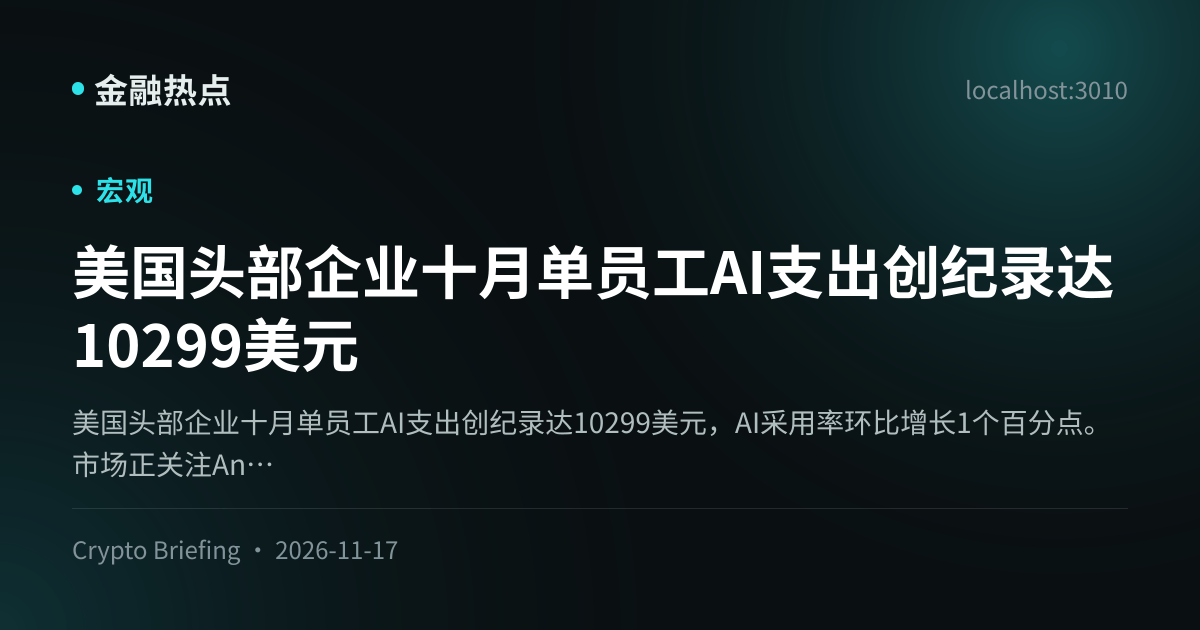 金融热点
localhost:3010
宏观
美国头部企业十月单员工AI支出创纪录达
10299美元
美国头部企业十月单员工AI支出创纪录达10299美元，AI采用率环比增长1个百分点。
市场正关注An…
Crypto Briefing · 2026-11-17